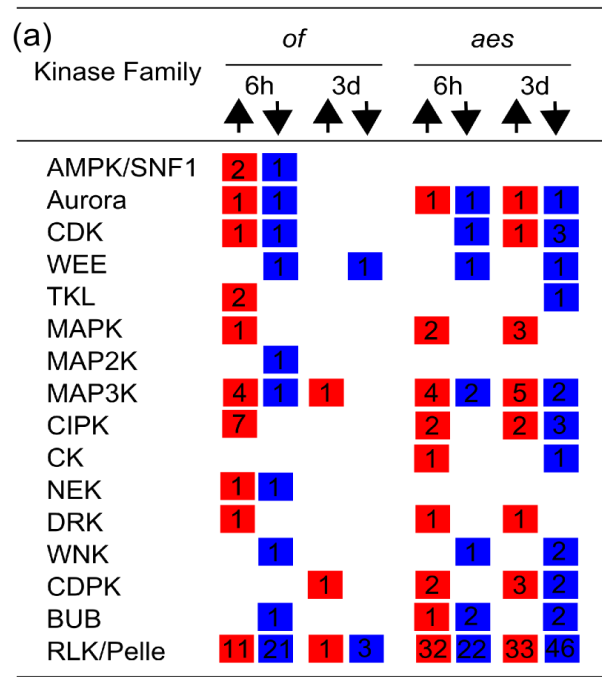 (a) of aes
Kinase Family 6h 3d 6h 3d
AMPK/SNF1 2 1
Aurora 1 1 1 1 1 1
CDK 1 1 1 1 3
WEE 1 1 1 1
TKL 2 1
MAPK 1 2 3
MAP2K 1
MAP3K 4 1 1 4 2 5 2
CIPK 7 2 2 3
CK 1 1
NEK 1 1
DRK 1 1 1
WNK 1 1 2
CDPK 1 2 3 2
BUB 1 1 2 2
RLK/Pelle 11 21 1 3 32 22 33 46